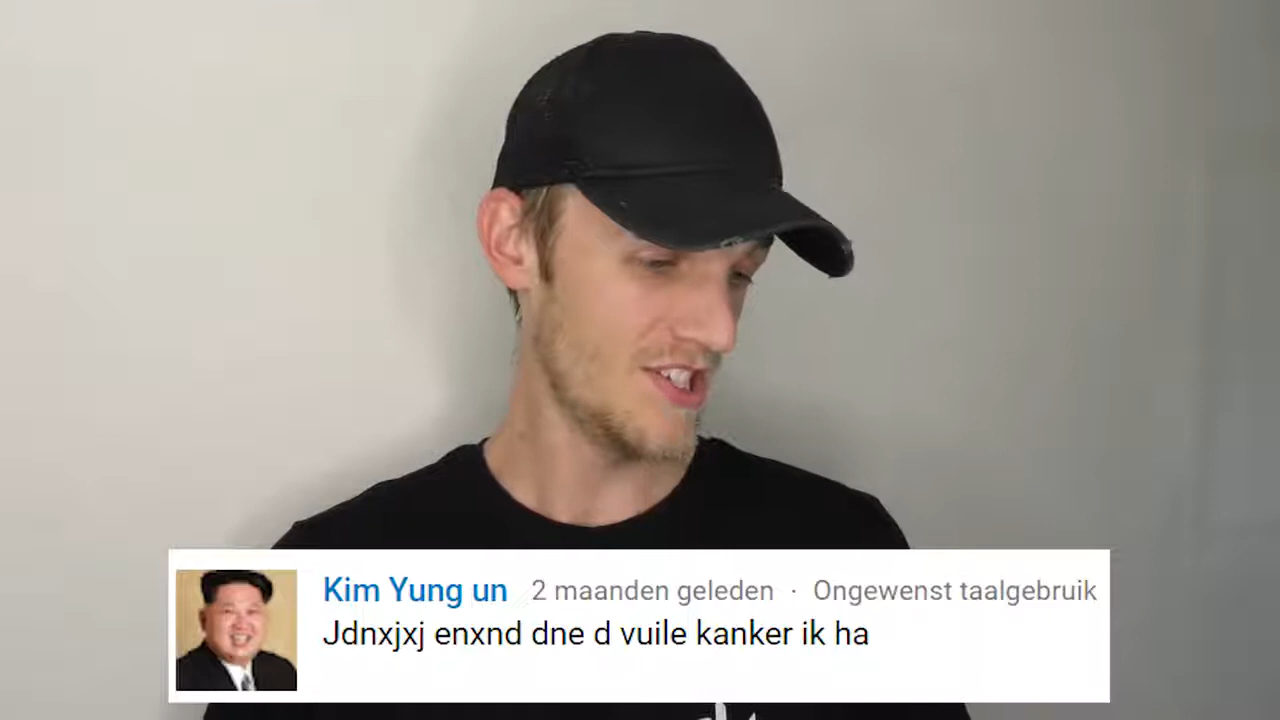 Kim Yung un 2 maanden geleden · Ongewenst taalgebruik
Jdnxjxj enxnd dne d vuile kanker ik ha